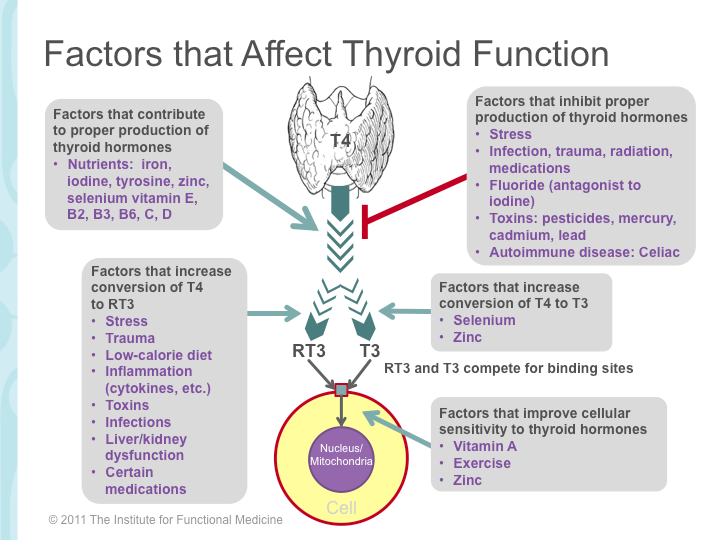 Factors that Affect Thyroid Function
Factors that contribute
to proper production of
thyroid hormones
• Nutrients: iron,
iodine, tyrosine, zinc,
selenium vitamin E,
B2, B3, B6, C, D
T4
Factors that inhibit proper
production of thyroid hormones
• Stress
• Infection, trauma, radiation,
medications
• Fluoride (antagonist to
iodine)
• Toxins: pesticides, mercury,
cadmium, lead
• Autoimmune disease: Celiac
Factors that increase
conversion of T4
to RT3
• Stress
• Trauma
• Low-calorie diet
• Inflammation
(cytokines, etc.)
• Toxins
• Infections
• Liver/kidney
dysfunction
• Certain
medications
Factors that increase
conversion of T4 to T3
• Selenium
• Zinc
RT3 T3
RT3 and T3 compete for binding sites
Factors that improve cellular
sensitivity to thyroid hormones
• Vitamin A
• Exercise
• Zinc
Nucleus/
Mitochondria
Cell
© 2011 The Institute for Functional Medicine